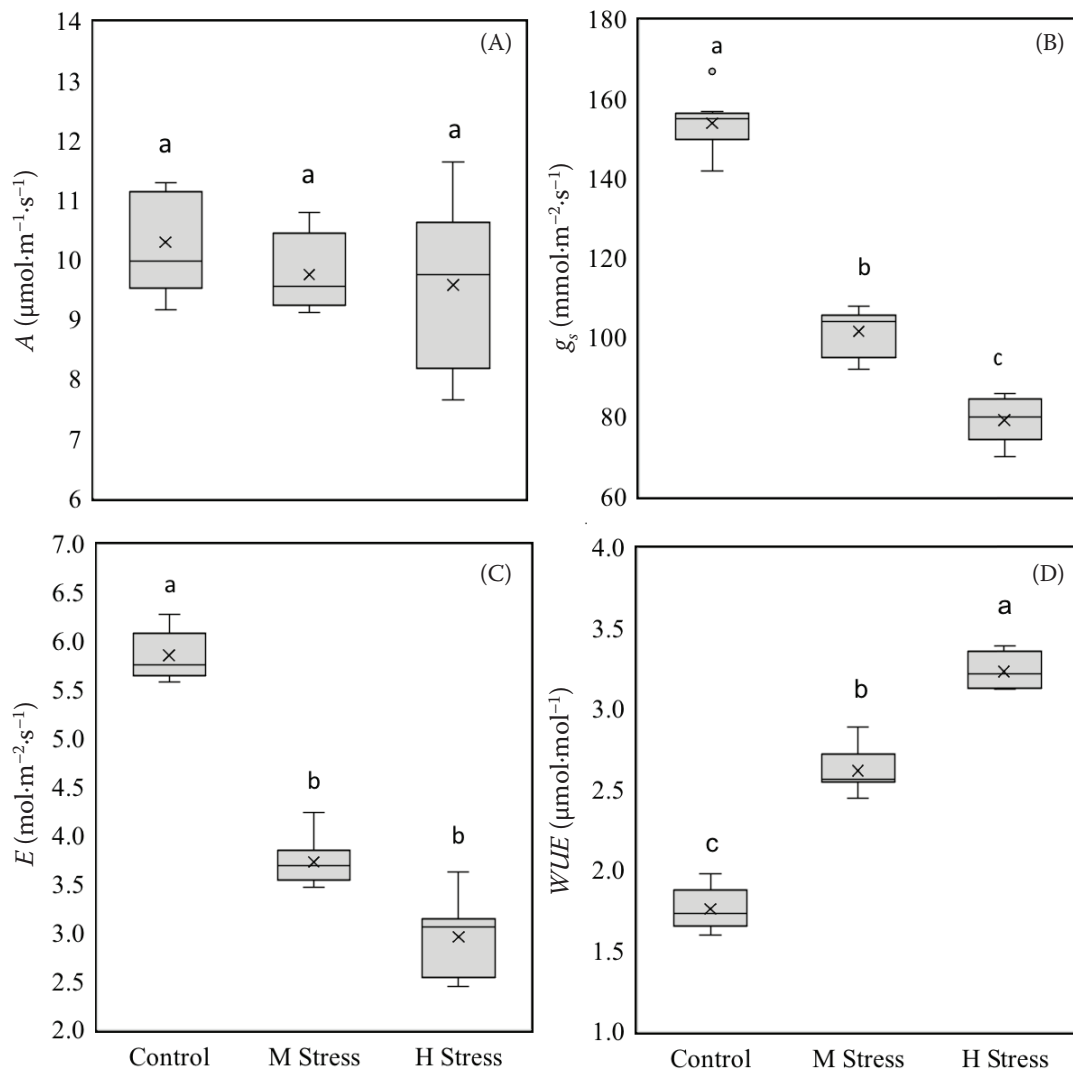 (A)
14
13
12
11
10
9
8
7
6
A (μmol·m⁻¹·s⁻¹)
a
a
a
(B)
180
160
140
120
100
80
60
gₛ (mmol·m⁻²·s⁻¹)
a
b
c
(C)
7.0
6.5
6.0
5.5
5.0
4.5
4.0
3.5
3.0
2.5
2.0
E (mol·m⁻²·s⁻¹)
a
b
b
Control M Stress H Stress
(D)
4.0
3.5
3.0
2.5
2.0
1.5
1.0
WUE (μmol·mol⁻¹)
c
b
a
Control M Stress H Stress